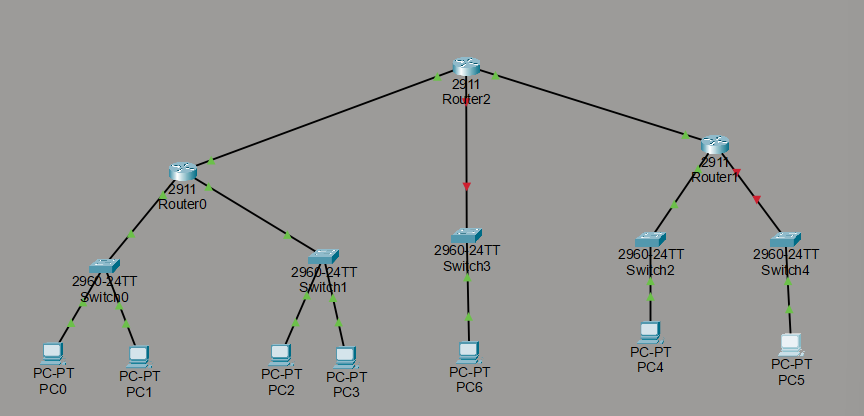 2911
Router2
2911
Router1
2911
Router0
2960-24TT
Switch3
2960-24TT
Switch2
2960-24TT
Switch4
2960-24TT
Switch1
2960-24TT
Switch0
PC-PT
PC0
PC-PT
PC1
PC-PT
PC2
PC-PT
PC3
PC-PT
PC6
PC-PT
PC4
PC-PT
PC5